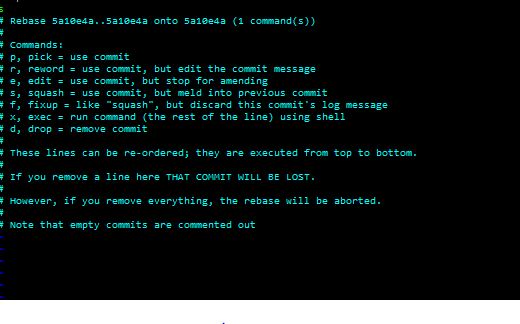 s
# Rebase 5a10e4a..5a10e4a onto 5a10e4a (1 command(s))
#
# Commands:
# p, pick = use commit
# r, reword = use commit, but edit the commit message
# e, edit = use commit, but stop for amending
# s, squash = use commit, but meld into previous commit
# f, fixup = like "squash", but discard this commit's log message
# x, exec = run command (the rest of the line) using shell
# d, drop = remove commit
#
# These lines can be re-ordered; they are executed from top to bottom.
#
# If you remove a line here THAT COMMIT WILL BE LOST.
#
# However, if you remove everything, the rebase will be aborted.
#
# Note that empty commits are commented out
~
~
~
~
~